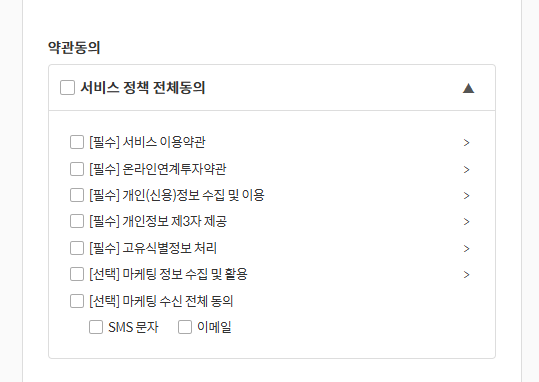 약관동의
서비스 정책 전체동의 ▲
[필수] 서비스 이용약관 >
[필수] 온라인연계투자약관 >
[필수] 개인(신용)정보 수집 및 이용 >
[필수] 개인정보 제3자 제공 >
[필수] 고유식별정보 처리 >
[선택] 마케팅 정보 수집 및 활용 >
[선택] 마케팅 수신 전체 동의
SMS 문자 이메일